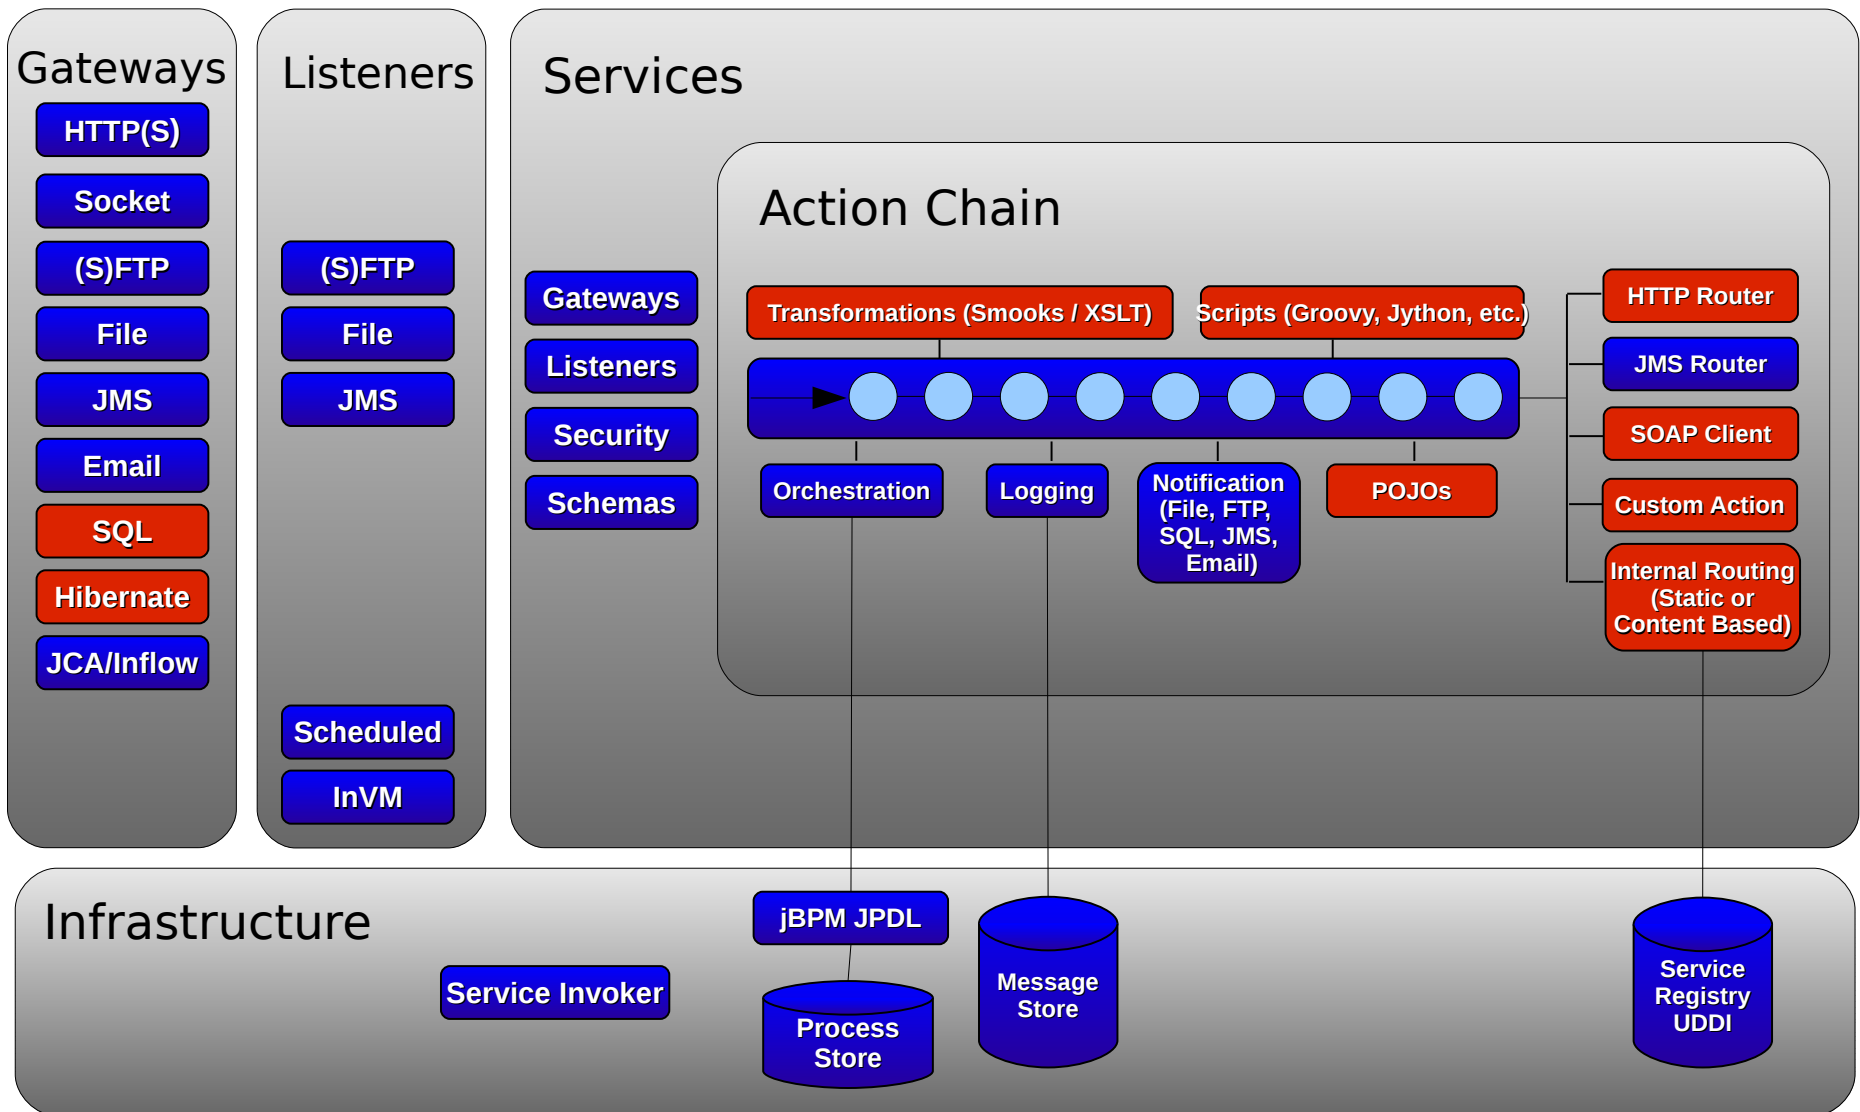 Gateways
HTTP(S)
Socket
(S)FTP
File
JMS
Email
SQL
Hibernate
JCA/Inflow
Listeners
(S)FTP
File
JMS
Scheduled
InVM
Services
Gateways
Listeners
Security
Schemas
Action Chain
Transformations (Smooks / XSLT)
Scripts (Groovy, Jython, etc.)
Orchestration
Logging
Notification
(File, FTP,
SQL, JMS,
Email)
POJOs
HTTP Router
JMS Router
SOAP Client
Custom Action
Internal Routing
(Static or
Content Based)
Infrastructure
Service Invoker
jBPM JPDL
Process
Store
Message
Store
Service
Registry
UDDI